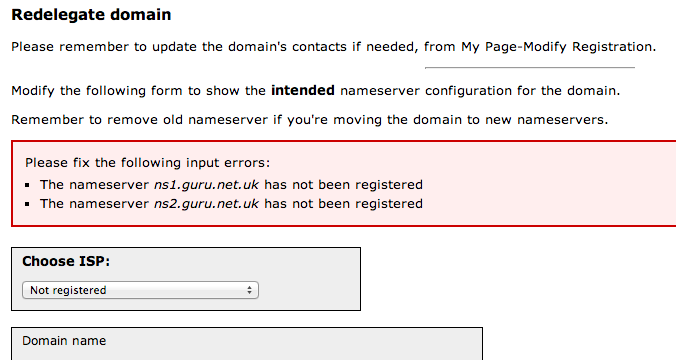 Redelegate domain
Please remember to update the domain's contacts if needed, from My Page-Modify Registration.
Modify the following form to show the intended nameserver configuration for the domain.
Remember to remove old nameserver if you're moving the domain to new nameservers.
Please fix the following input errors:
The nameserver ns1.guru.net.uk has not been registered
The nameserver ns2.guru.net.uk has not been registered
Choose ISP:
Not registered
Domain name